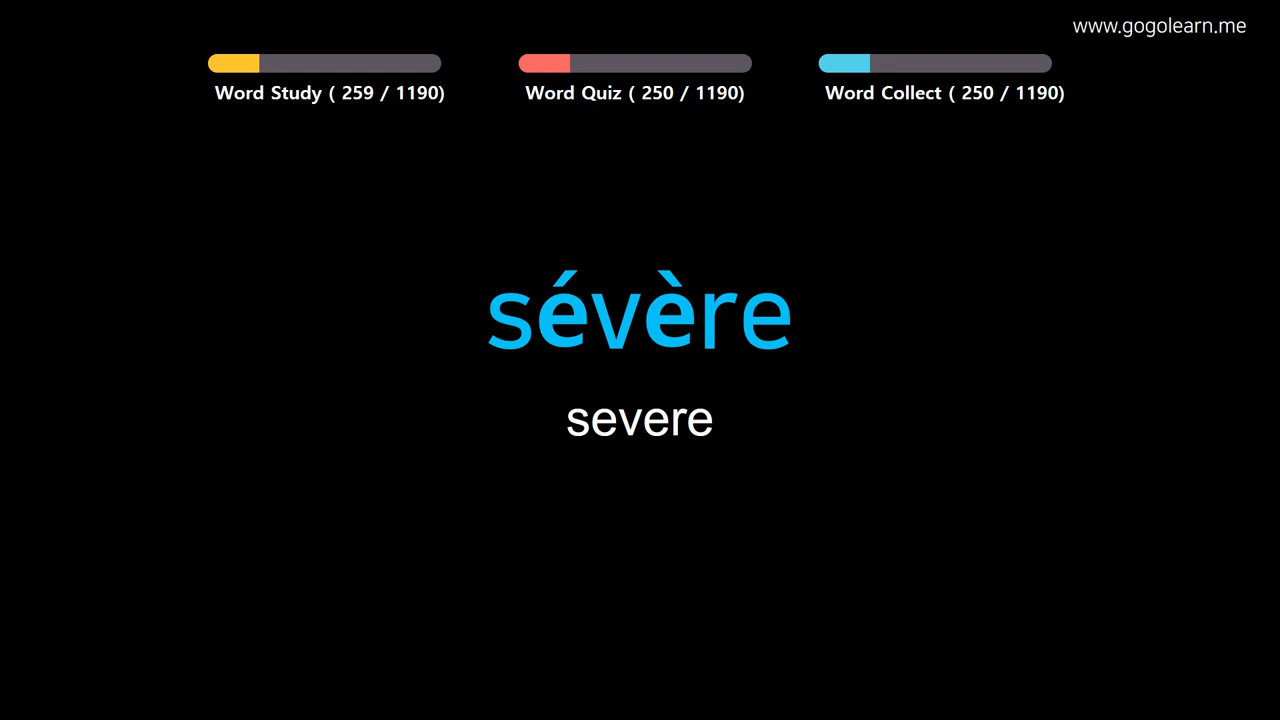 www.gogolearn.me
Word Study ( 259 / 1190)
Word Quiz ( 250 / 1190)
Word Collect ( 250 / 1190)
sévère
severe